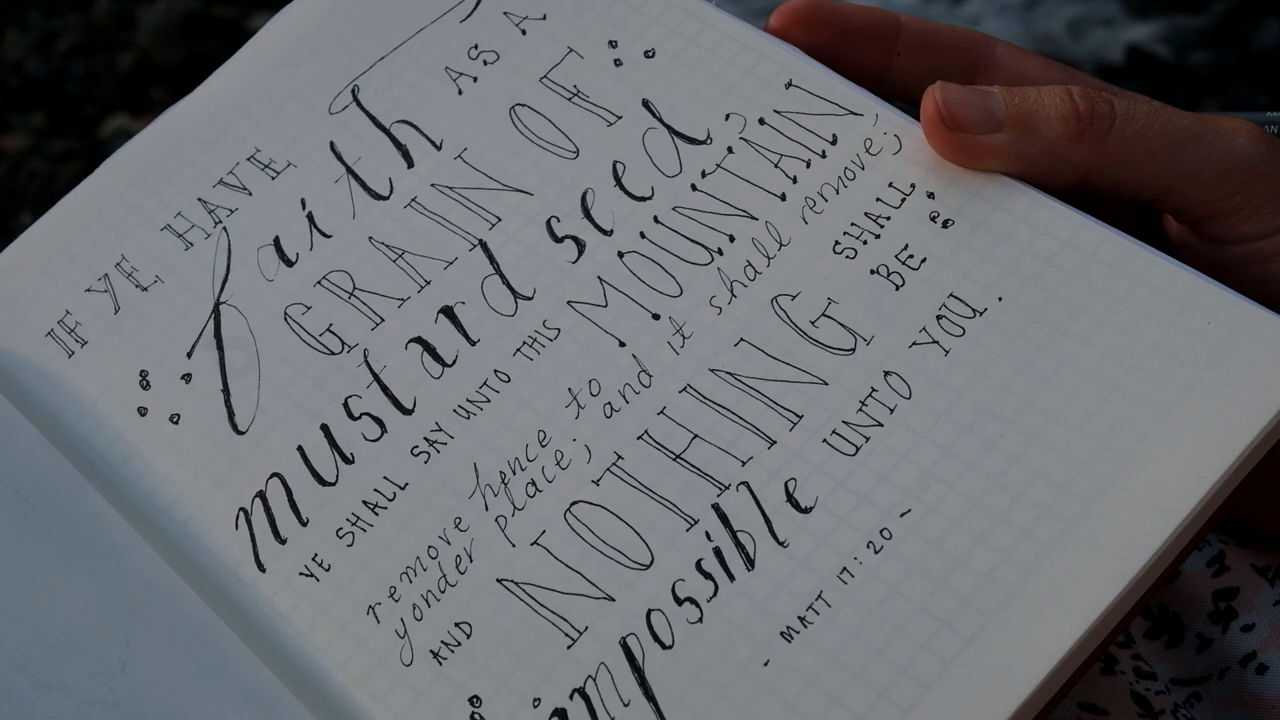 IF YE HAVE
faith AS A
GRAIN OF
mustard seed
YE SHALL SAY UNTO THIS MOUNTAIN,
remove hence to
yonder place; and it shall remove;
AND NOTHING SHALL BE
impossible UNTO YOU.
- MATT 17:20 ~